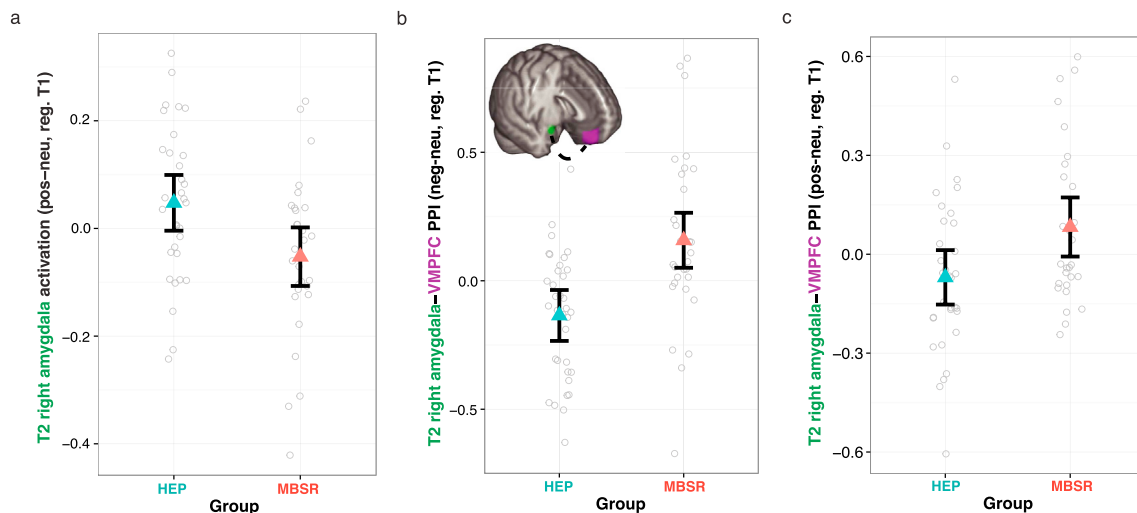 a
T2 right amygdala activation (pos–neu, reg. T1)
0.2
0.0
−0.2
−0.4
HEP
MBSR
Group
b
T2 right amygdala–VMPFC PPI (neg-neu, reg. T1)
0.5
0.0
−0.5
HEP
MBSR
Group
c
T2 right amygdala–VMPFC PPI (pos-neu, reg. T1)
0.6
0.3
0.0
−0.3
−0.6
HEP
MBSR
Group